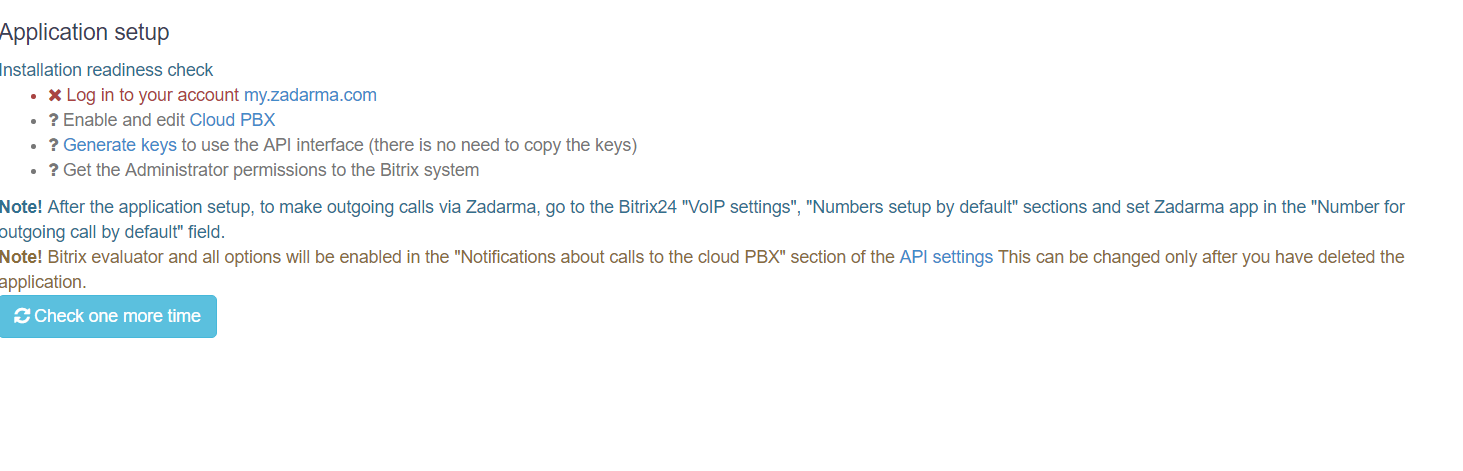 Application setup
Installation readiness check
Log in to your account my.zadarma.com
? Enable and edit Cloud PBX
? Generate keys to use the API interface (there is no need to copy the keys)
? Get the Administrator permissions to the Bitrix system
Note! After the application setup, to make outgoing calls via Zadarma, go to the Bitrix24 "VoIP settings", "Numbers setup by default" sections and set Zadarma app in the "Number for
outgoing call by default" field.
Note! Bitrix evaluator and all options will be enabled in the "Notifications about calls to the cloud PBX" section of the API settings This can be changed only after you have deleted the
application.
Check one more time